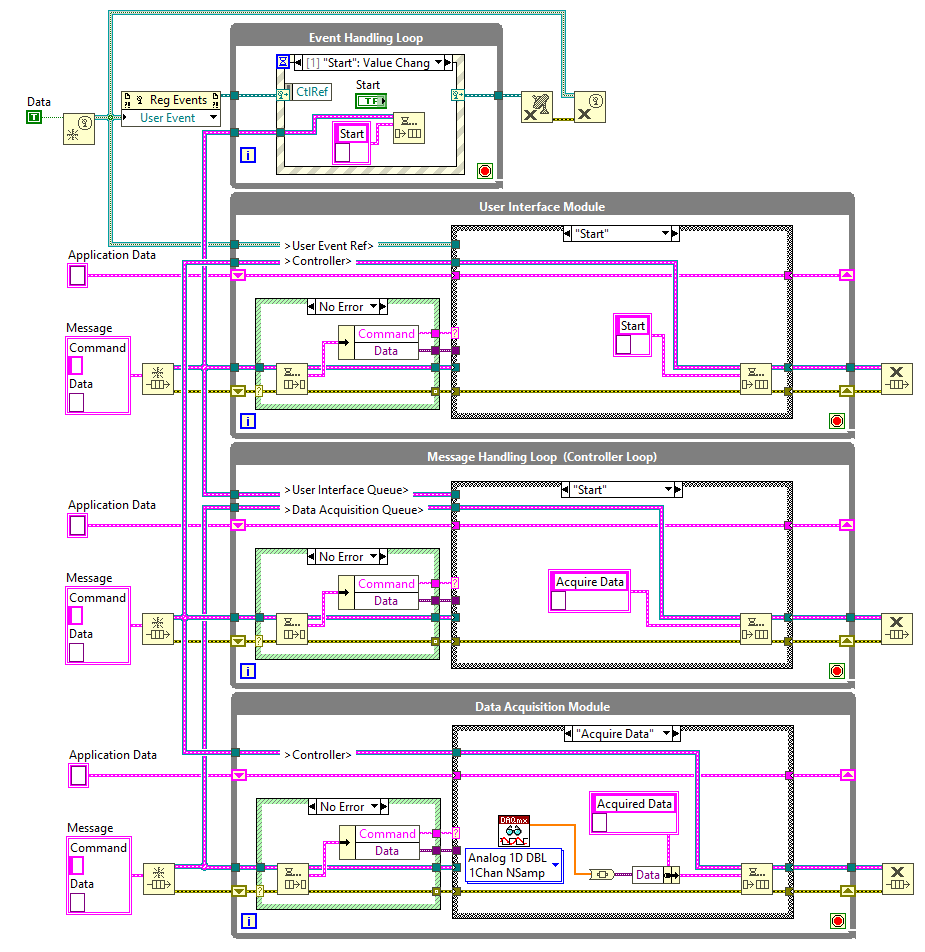 Event Handling Loop
[1] "Start": Value Chang
Data
T
Reg Events
User Event
CtlRef
Start
TF
Start
i
User Interface Module
"Start"
>User Event Ref>
>Controller>
Application Data
No Error
Message
Command
Data
Command
Data
Start
i
Message Handling Loop (Controller Loop)
"Start"
>User Interface Queue>
>Data Acquisition Queue>
Application Data
No Error
Message
Command
Data
Command
Data
Acquire Data
i
Data Acquisition Module
"Acquire Data"
>Controller>
Application Data
No Error
Message
Command
Data
Command
Data
Acquired Data
DAQmx
Analog 1D DBL
1Chan NSamp
Data
i